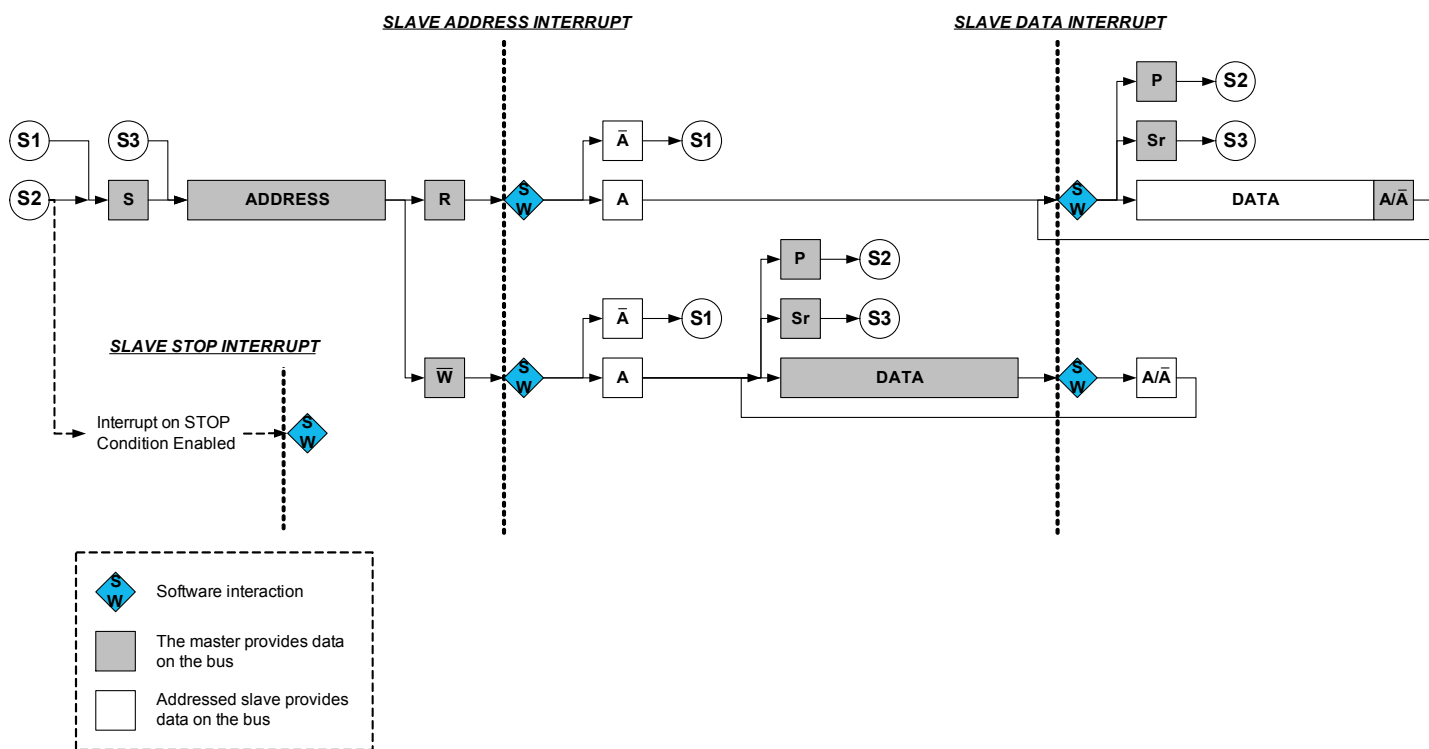 SLAVE ADDRESS INTERRUPT
SLAVE DATA INTERRUPT
P
S2
S1
S3
A̅
S1
Sr
S3
S2
S
ADDRESS
R
S
W
A
S
W
DATA
A/A̅
P
S2
A̅
S1
Sr
S3
SLAVE STOP INTERRUPT
W̅
S
W
A
DATA
S
W
A/A̅
Interrupt on STOP
Condition Enabled
S
W
S
W
Software interaction
The master provides data
on the bus
Addressed slave provides
data on the bus